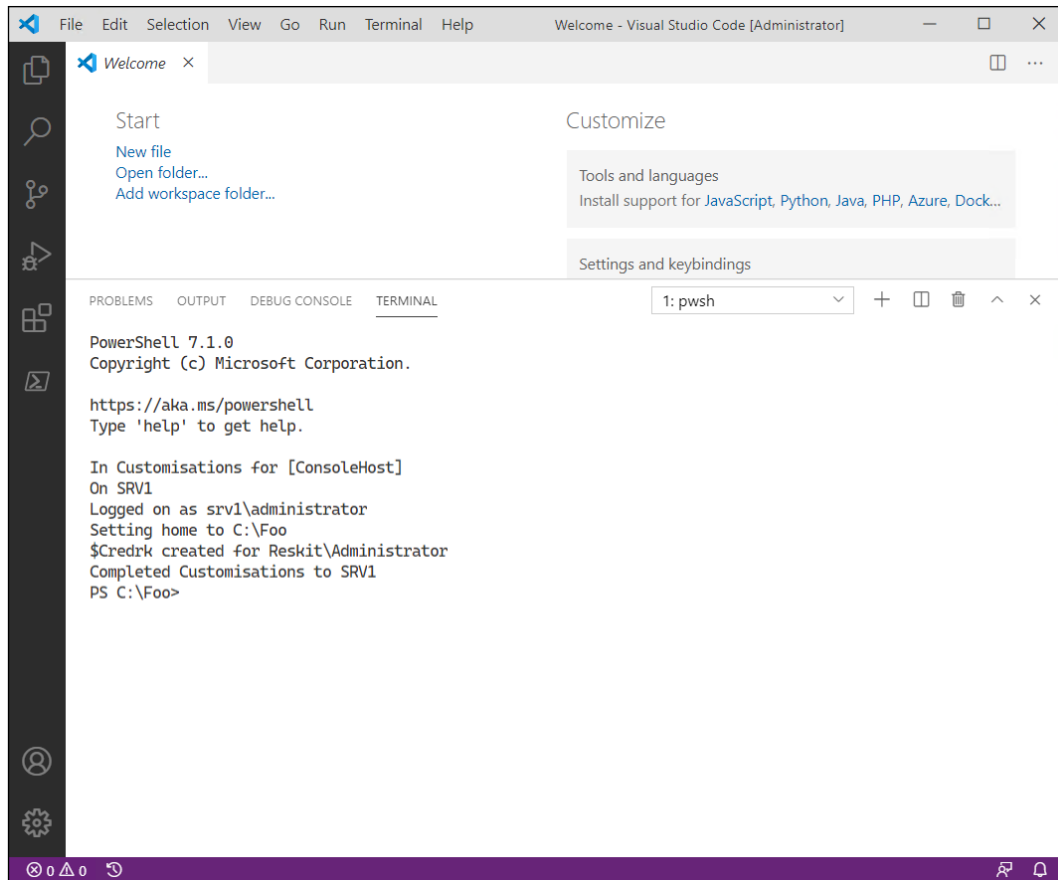 File Edit Selection View Go Run Terminal Help Welcome - Visual Studio Code [Administrator]
Welcome
Start
New file
Open folder...
Add workspace folder...
Customize
Tools and languages
Install support for JavaScript, Python, Java, PHP, Azure, Dock...
Settings and keybindings
PROBLEMS OUTPUT DEBUG CONSOLE TERMINAL 1: pwsh
PowerShell 7.1.0
Copyright (c) Microsoft Corporation.
https://aka.ms/powershell
Type 'help' to get help.
In Customisations for [ConsoleHost]
On SRV1
Logged on as srv1\administrator
Setting home to C:\Foo
$Credrk created for Reskit\Administrator
Completed Customisations to SRV1
PS C:\Foo>
0 0